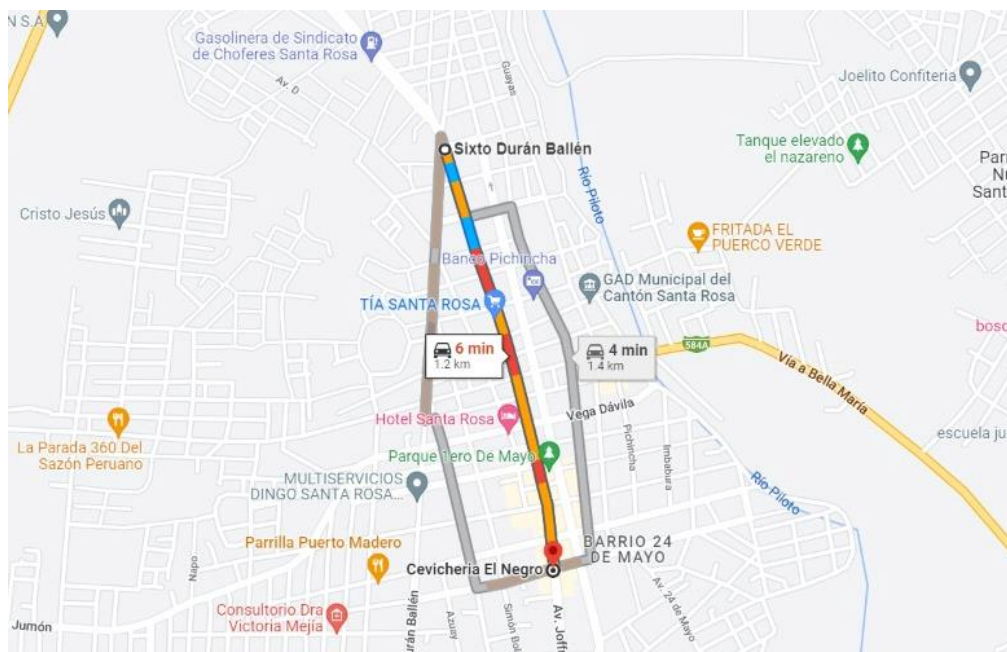 N S.A.
Gasolinera de Sindicato
de Choferes Santa Rosa
Av. D
Guayas
Joelito Confiteria
Sixto Durán Ballén
Tanque elevado
el nazareno
Parr
Nu
Santa
Río Piloto
Cristo Jesús
FRITADA EL
PUERCO VERDE
Banco Pichincha
GAD Municipal del
Cantón Santa Rosa
TÍA SANTA ROSA
bosq
6 min
1.2 km
4 min
1.4 km
584A
Vía a Bella María
Hotel Santa Rosa
Vega Dávila
La Parada 360 Del
Sazón Peruano
Pichincha
Imbabura
escuela ju
Parque 1ero De Mayo
MULTISERVICIOS
DINGO SANTA ROSA...
Río Piloto
BARRIO 24
DE MAYO
Parrilla Puerto Madero
Cevicheria El Negro
Napo
Consultorio Dra
Victoria Mejía
Jumón
urán Ballén
Azuay
Simón Bol
Av. Joffr
Av. 24 de Mayo